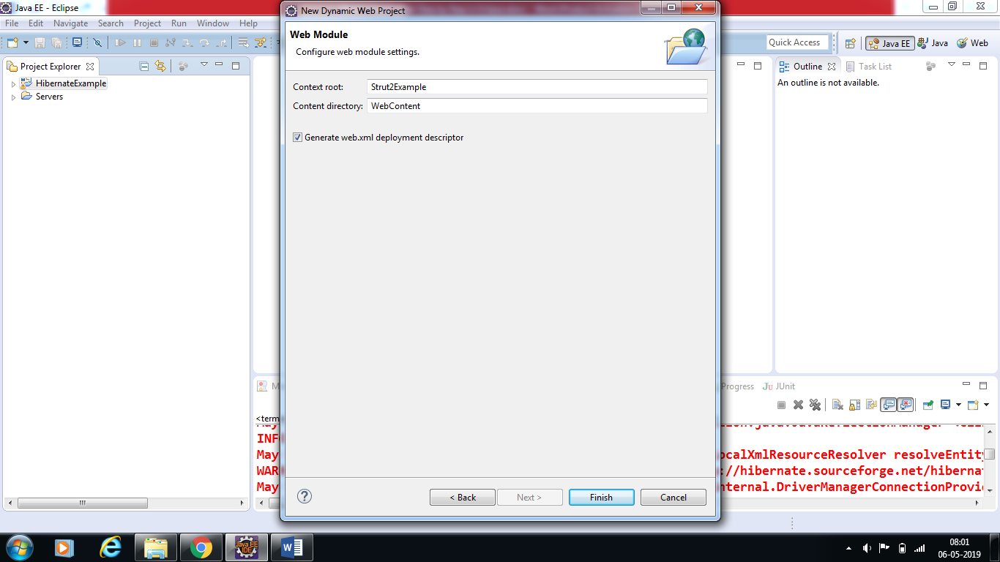 Java EE - Eclipse
New Dynamic Web Project
File Edit Navigate Search Project Run Window Help
Web Module
Configure web module settings.
Quick Access
Java EE
Java
Web
Project Explorer
Outline
Task List
HibernateExample
Servers
An outline is not available.
Context root: Strut2Example
Content directory: WebContent
Generate web.xml deployment descriptor
Progress
JUnit
<term
INF
May
WAR
May
ocalXmlResourceResolver resolveEntity
://hibernate.sourceforge.net/hiberna
nternal.DriverManagerConnectionProvi
< Back
Next >
Finish
Cancel
Java EE
IDE
08:01
06-05-2019